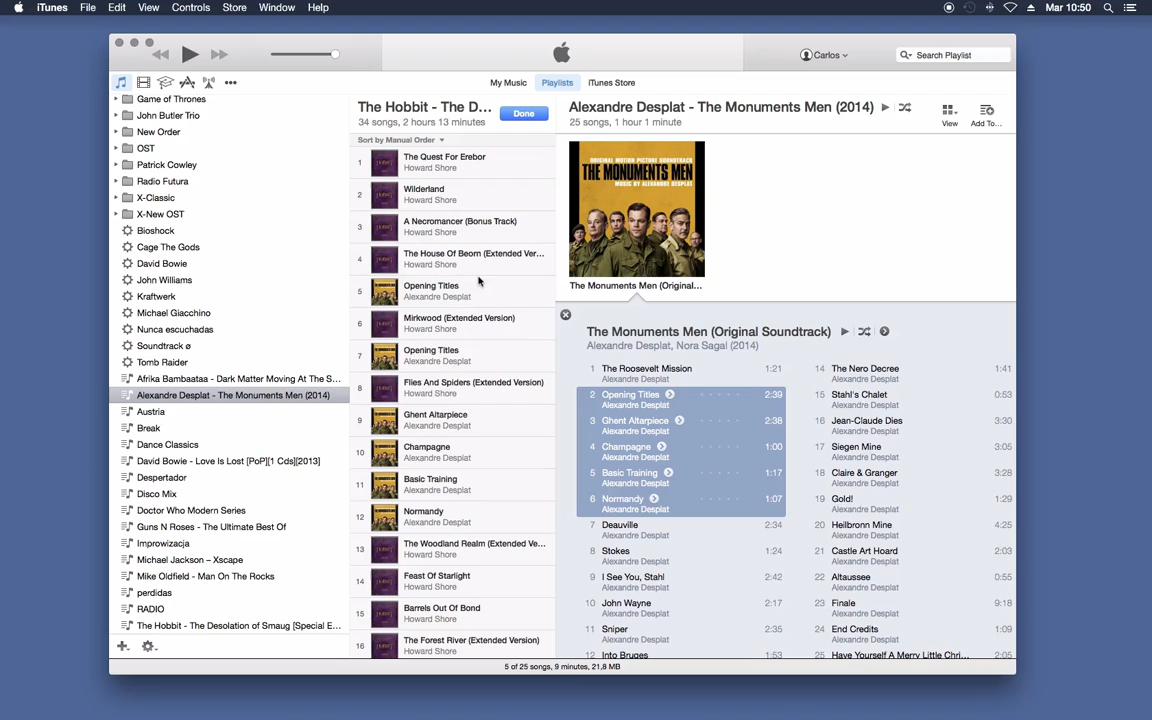 iTunes File Edit View Controls Store Window Help
Mar 10:50
Carlos
Search Playlist
My Music Playlists iTunes Store
Game of Thrones
John Butler Trio
New Order
OST
Patrick Cowley
Radio Futura
X-Classic
X-New OST
Bioshock
Cage The Gods
David Bowie
John Williams
Kraftwerk
Michael Giacchino
Nunca escuchadas
Soundtrack ø
Tomb Raider
Afrika Bambaataa - Dark Matter Moving At The S...
Alexandre Desplat - The Monuments Men (2014)
Austria
Break
Dance Classics
David Bowie - Love Is Lost [PoP][1 Cds][2013]
Despertador
Disco Mix
Doctor Who Modern Series
Guns N Roses - The Ultimate Best Of
Improwizacja
Michael Jackson – Xscape
Mike Oldfield - Man On The Rocks
perdidas
RADIO
The Hobbit - The Desolation of Smaug [Special E...
The Hobbit - The D...
Done
34 songs, 2 hours 13 minutes
Sort by Manual Order
1 The Quest For Erebor
Howard Shore
2 Wilderland
Howard Shore
3 A Necromancer (Bonus Track)
Howard Shore
4 The House Of Beorn (Extended Ver...
Howard Shore
5 Opening Titles
Alexandre Desplat
6 Mirkwood (Extended Version)
Howard Shore
7 Opening Titles
Alexandre Desplat
8 Flies And Spiders (Extended Version)
Howard Shore
9 Ghent Altarpiece
Alexandre Desplat
10 Champagne
Alexandre Desplat
11 Basic Training
Alexandre Desplat
12 Normandy
Alexandre Desplat
13 The Woodland Realm (Extended Ve...
Howard Shore
14 Feast Of Starlight
Howard Shore
15 Barrels Out Of Bond
Howard Shore
16 The Forest River (Extended Version)
Howard Shore
Alexandre Desplat - The Monuments Men (2014)
25 songs, 1 hour 1 minute
View
Add To...
ORIGINAL MOTION PICTURE SOUNDTRACK
THE MONUMENTS MEN
MUSIC BY ALEXANDRE DESPLAT
The Monuments Men (Original...
The Monuments Men (Original Soundtrack)
Alexandre Desplat, Nora Sagal (2014)
1 The Roosevelt Mission 1:21
Alexandre Desplat
2 Opening Titles 2:39
Alexandre Desplat
3 Ghent Altarpiece 2:38
Alexandre Desplat
4 Champagne 1:00
Alexandre Desplat
5 Basic Training 1:17
Alexandre Desplat
6 Normandy 1:07
Alexandre Desplat
7 Deauville 2:34
Alexandre Desplat
8 Stokes 1:24
Alexandre Desplat
9 I See You, Stahl 2:42
Alexandre Desplat
10 John Wayne 2:17
Alexandre Desplat
11 Sniper 2:35
Alexandre Desplat
12 Into Bruges 1:53
14 The Nero Decree 1:41
Alexandre Desplat
15 Stahl's Chalet 0:53
Alexandre Desplat
16 Jean-Claude Dies 3:30
Alexandre Desplat
17 Siegen Mine 3:05
Alexandre Desplat
18 Claire & Granger 3:28
Alexandre Desplat
19 Gold! 1:29
Alexandre Desplat
20 Heilbronn Mine 4:25
Alexandre Desplat
21 Castle Art Hoard 2:03
Alexandre Desplat
22 Altaussee 0:55
Alexandre Desplat
23 Finale 9:18
Alexandre Desplat
24 End Credits 1:09
Alexandre Desplat
25 Have Yourself A Merry Little Chri... 2:05
5 of 25 songs, 9 minutes, 21,8 MB